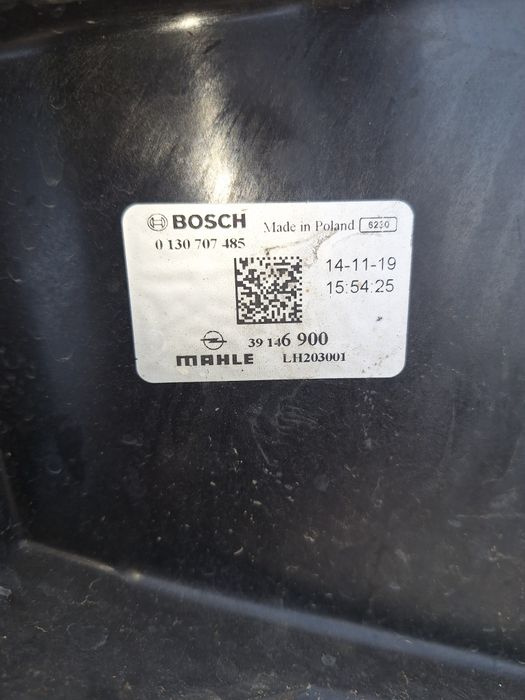 BOSCH Made in Poland 6230
0 130 707 485
14-11-19
15:54:25
39 146 900
MAHLE LH203001